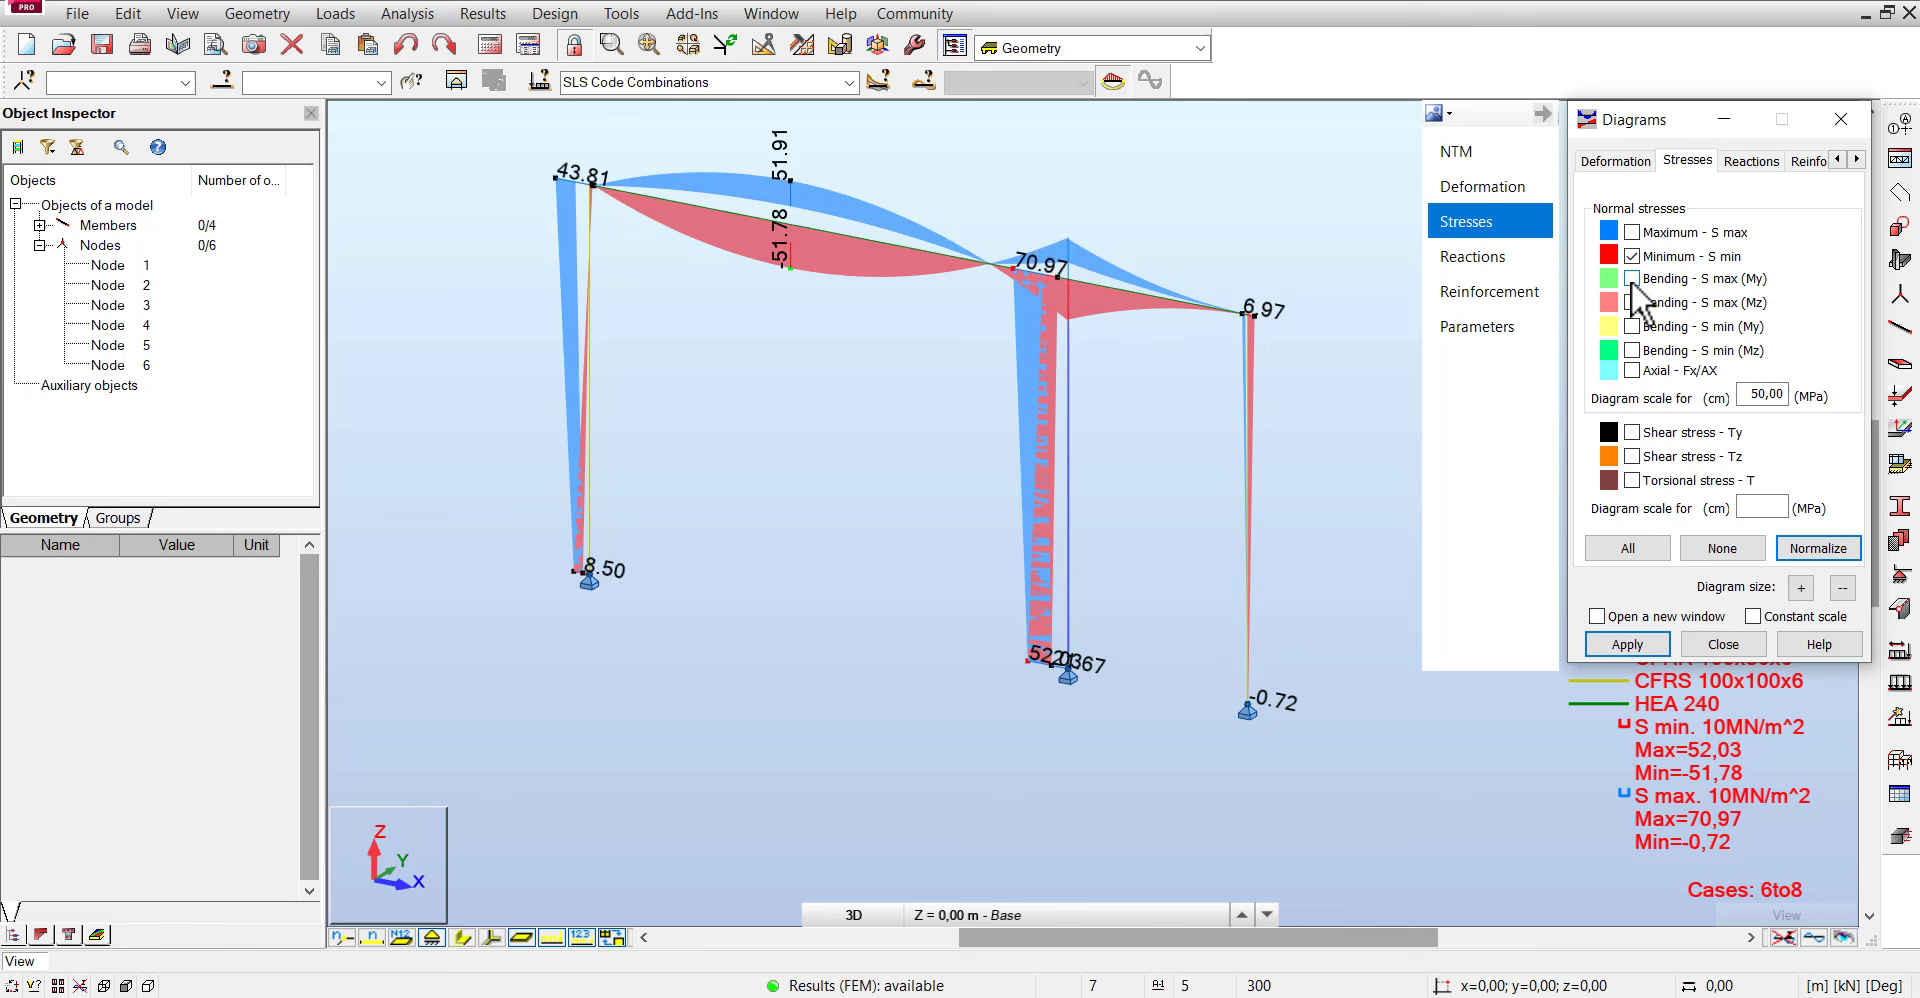 PRO
File Edit View Geometry Loads Analysis Results Design Tools Add-Ins Window Help Community
Geometry
SLS Code Combinations
Object Inspector
Objects Number of o...
Objects of a model
Members 0/4
Nodes 0/6
Node 1
Node 2
Node 3
Node 4
Node 5
Node 6
Auxiliary objects
Geometry Groups
Name Value Unit
43.81
51.91
-51.78
70.97
6.97
8.50
-0.72
Z
Y
X
3D Z = 0,00 m - Base
NTM
Deformation
Stresses
Reactions
Reinforcement
Parameters
Diagrams
Deformation Stresses Reactions Reinfo
Normal stresses
Maximum - S max
Minimum - S min
Bending - S max (My)
ending - S max (Mz)
Bending - S min (My)
Bending - S min (Mz)
Axial - Fx/AX
Diagram scale for (cm) 50,00 (MPa)
Shear stress - Ty
Shear stress - Tz
Torsional stress - T
Diagram scale for (cm) (MPa)
All None Normalize
Diagram size: + --
Open a new window Constant scale
Apply Close Help
CFRS 100x100x6
HEA 240
S min. 10MN/m^2
Max=52,03
Min=-51,78
S max. 10MN/m^2
Max=70,97
Min=-0,72
Cases: 6to8
View
View
Results (FEM): available 7 5 300 x=0,00; y=0,00; z=0,00 0,00 [m] [kN] [Deg]